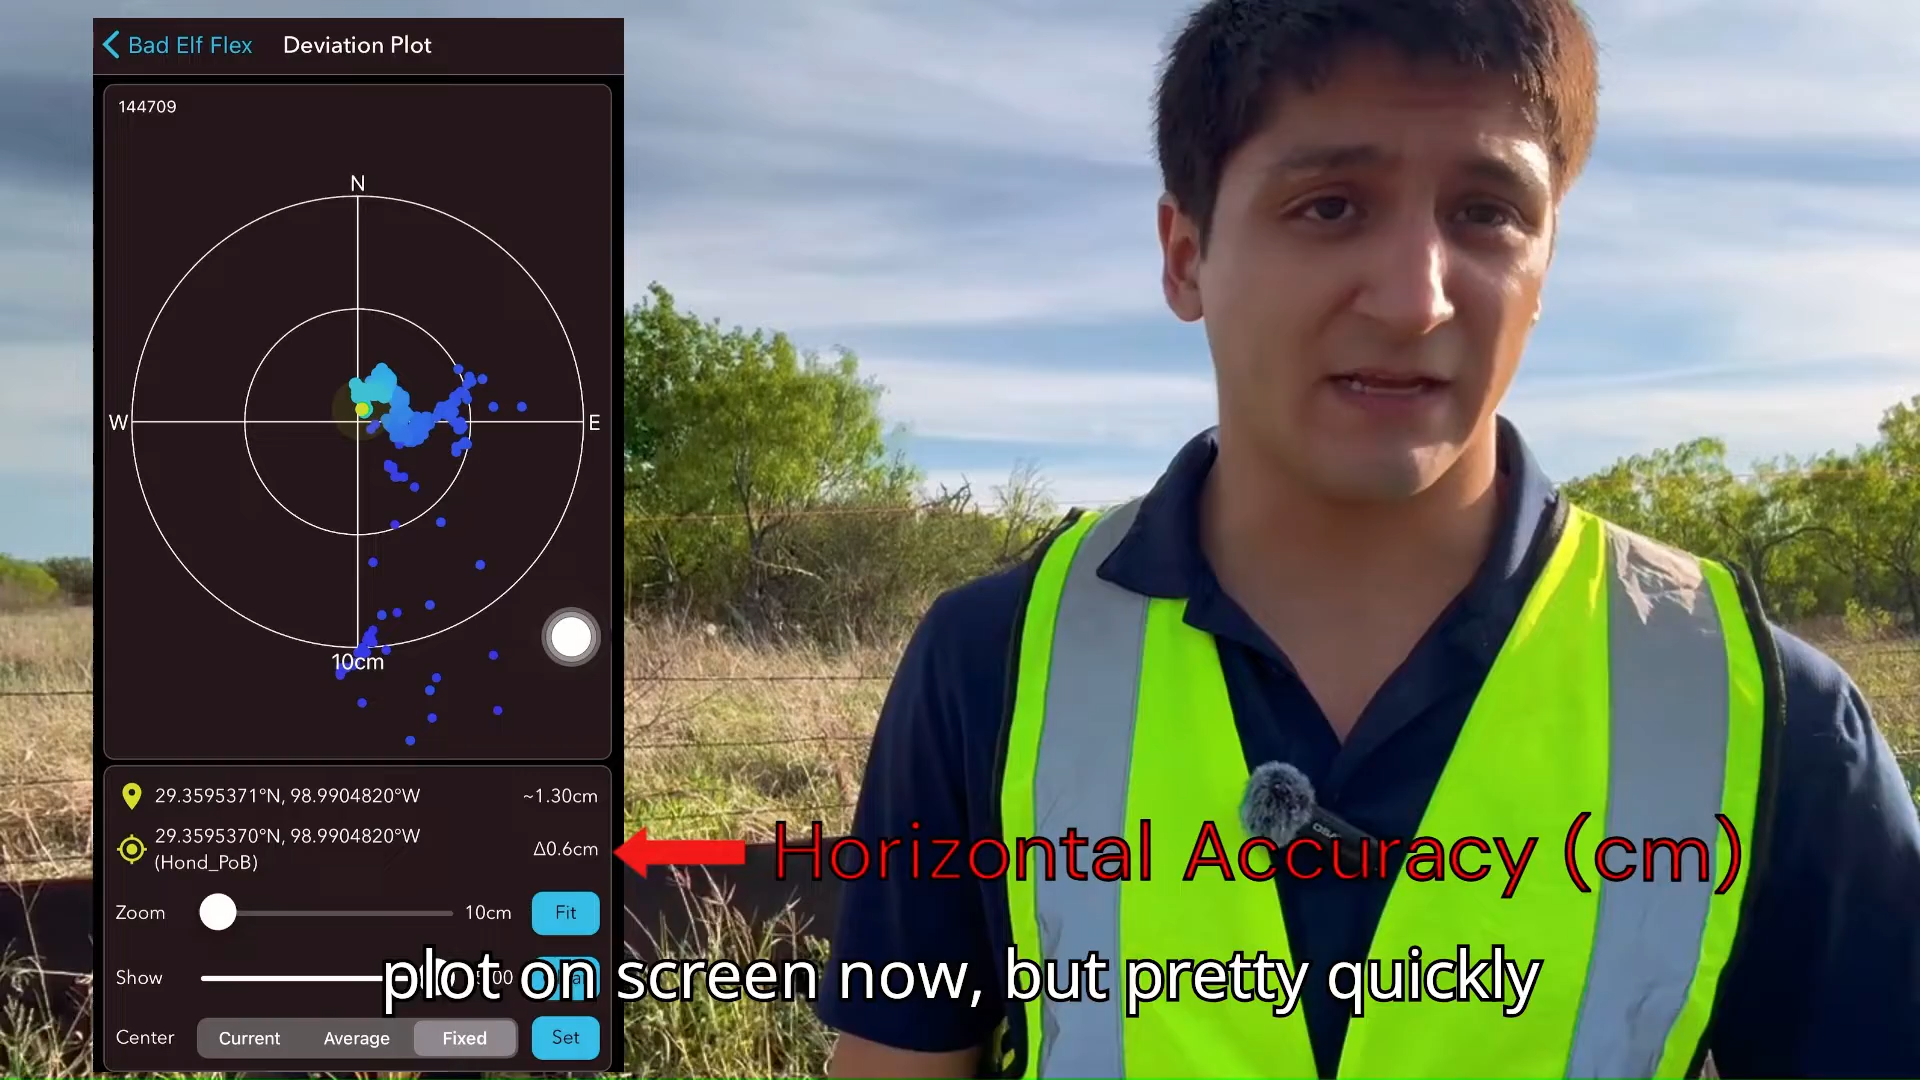 Bad Elf Flex Deviation Plot
144709
N
W E
10cm
29.3595371°N, 98.9904820°W ~1.30cm
29.3595370°N, 98.9904820°W
(Hond_PoB) Δ0.6cm
Horizontal Accuracy (cm)
Zoom 10cm Fit
Show
plot on screen now, but pretty quickly
Center Current Average Fixed Set